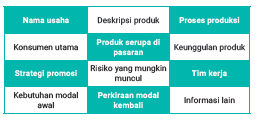 Nama usaha
Deskripsi produk
Proses produksi
Konsumen utama
Produk serupa di
pasaran
Keunggulan produk
Strategi promosi
Risiko yang mungkin
muncul
Tim kerja
Kebutuhan modal
awal
Perkiraan modal
kembali
Informasi lain